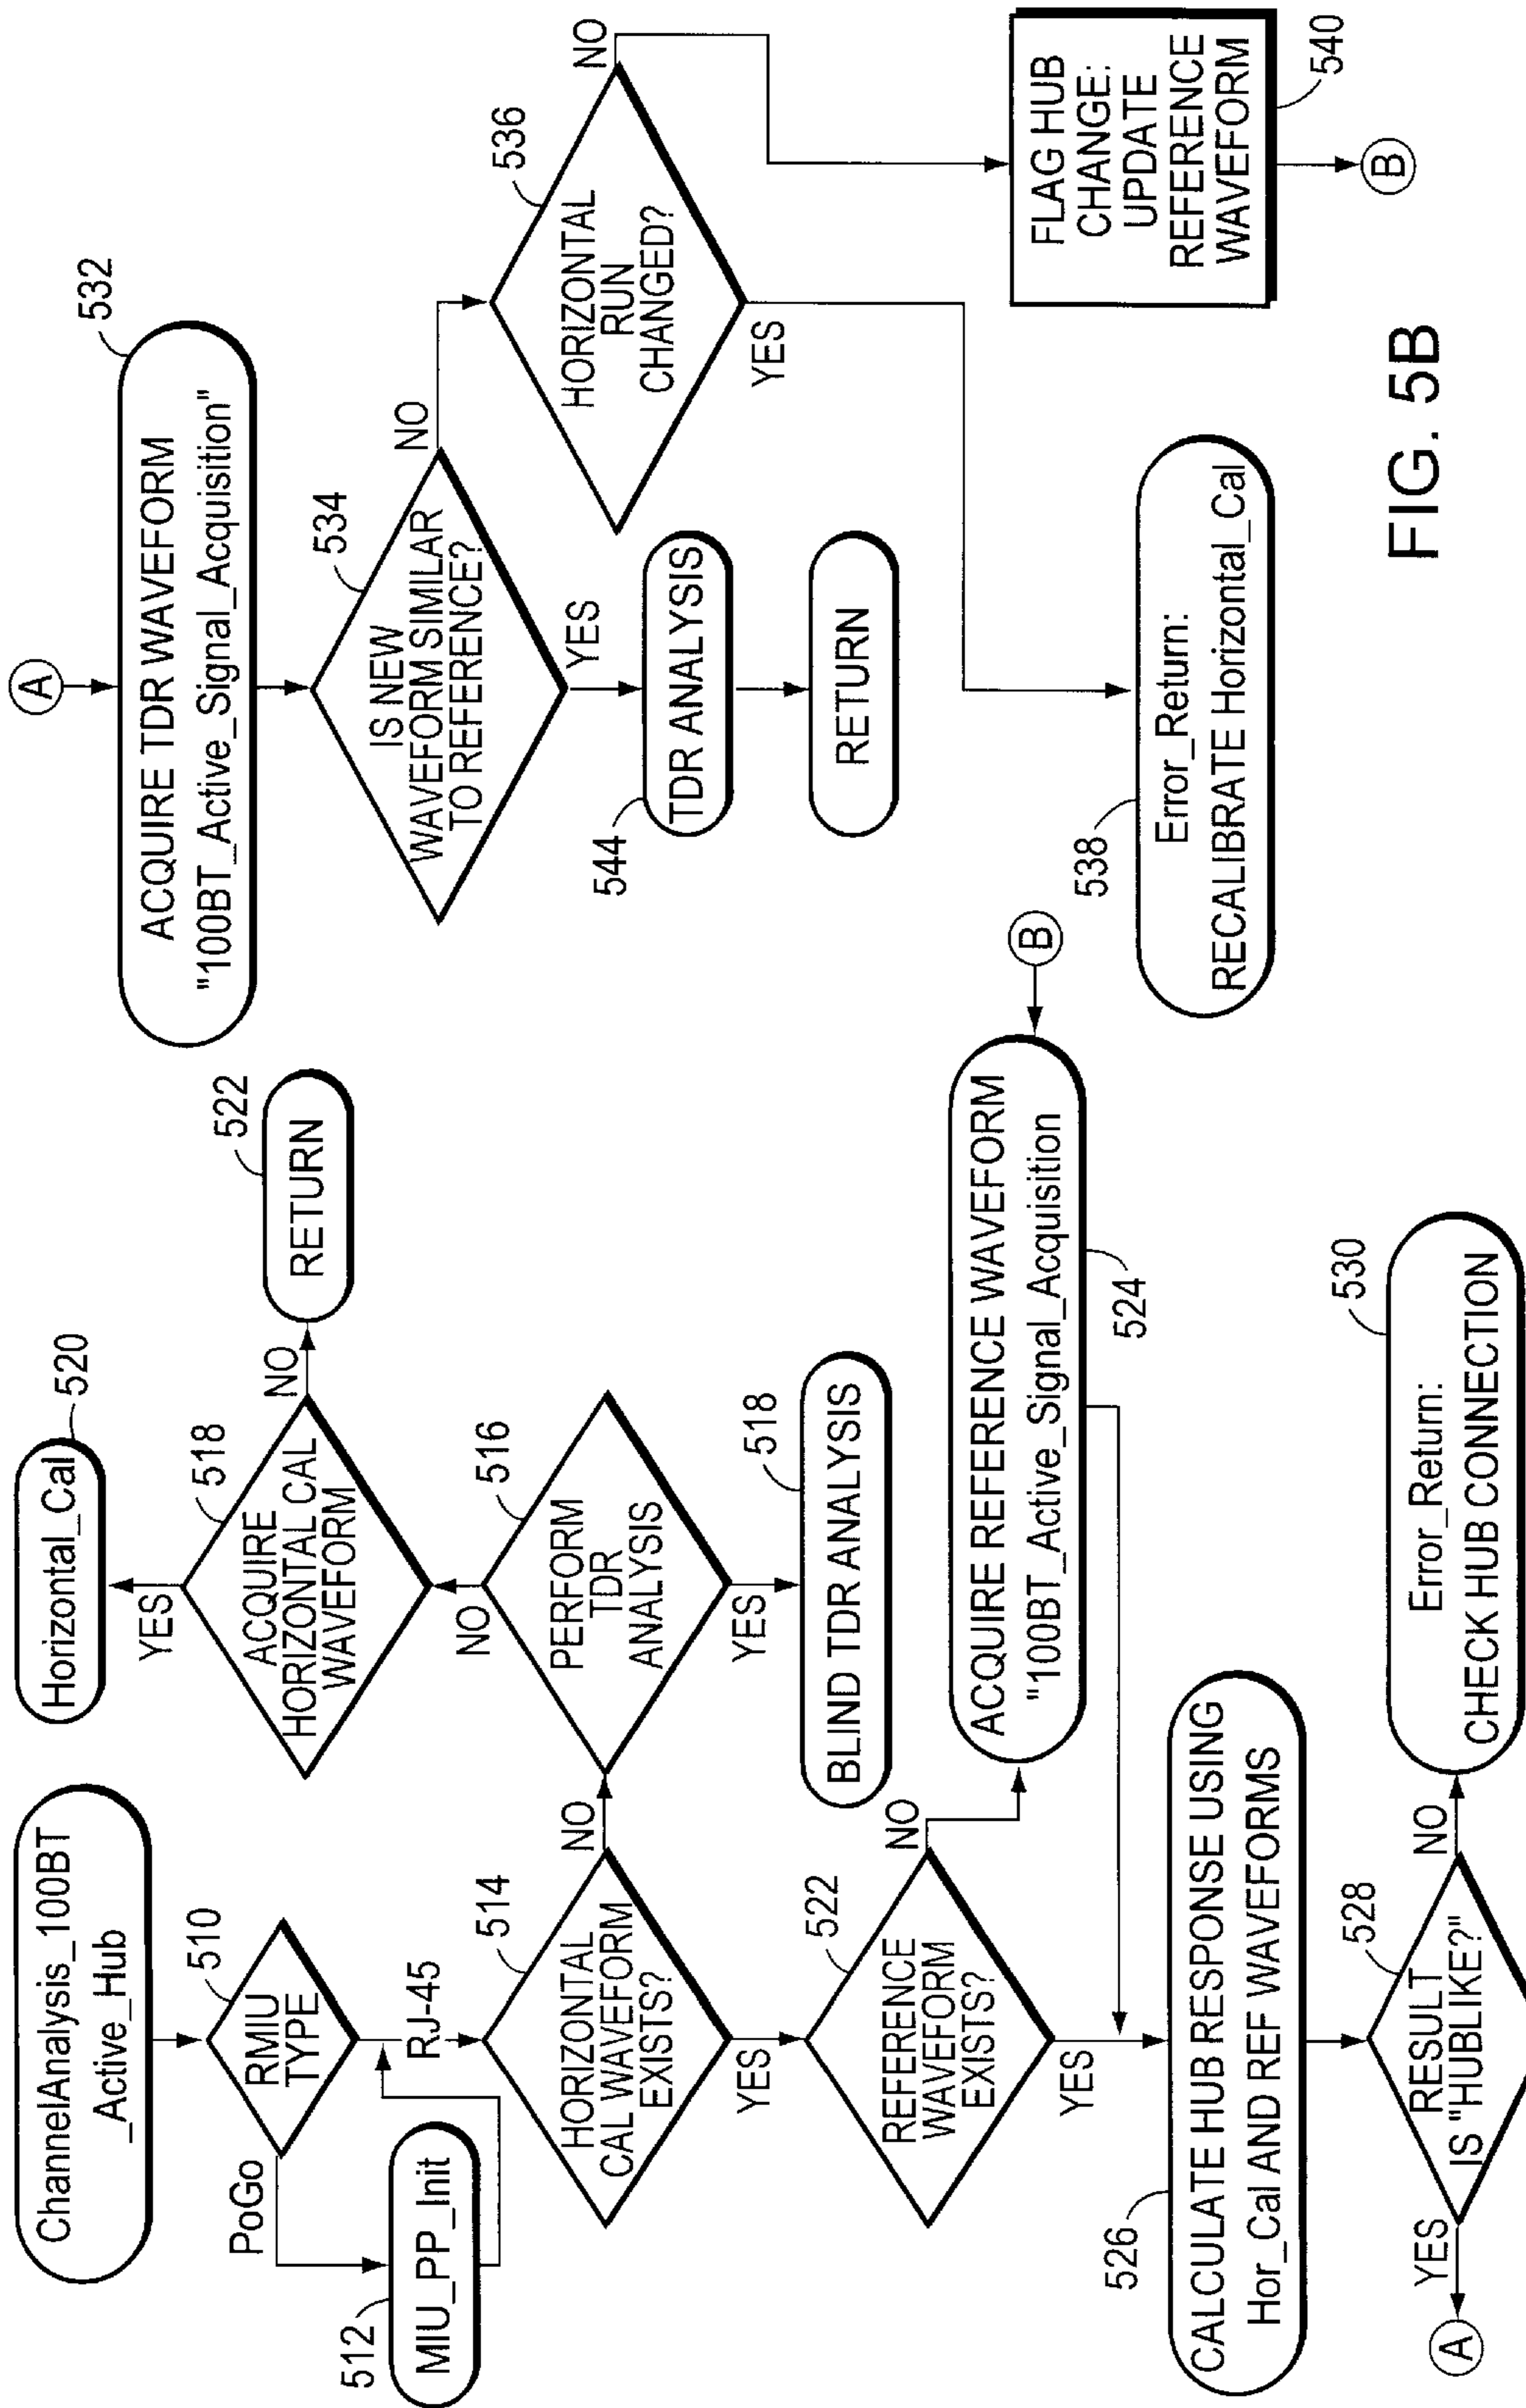 ChannelAnalysis_100BT
_Active_Hub
510
RMIU
TYPE
PoGo
512
MIU_PP_Init
RJ-45
514
HORIZONTAL
CAL WAVEFORM
EXISTS?
NO
YES
516
PERFORM
TDR
ANALYSIS
NO
YES
518
ACQUIRE
HORIZONTAL CAL
WAVEFORM
YES
NO
520
Horizontal_Cal
522
RETURN
518
BLIND TDR ANALYSIS
522
REFERENCE
WAVEFORM
EXISTS?
NO
YES
ACQUIRE REFERENCE WAVEFORM
"100BT_Active_Signal_Acquisition
524
B
526
CALCULATE HUB RESPONSE USING
Hor_Cal AND REF WAVEFORMS
528
RESULT
IS "HUBLIKE?"
NO
YES
A
530
Error_Return:
CHECK HUB CONNECTION
A
532
ACQUIRE TDR WAVEFORM
"100BT_Active_Signal_Acquisition"
534
IS NEW
WAVEFORM SIMILAR
TO REFERENCE?
NO
YES
544
TDR ANALYSIS
RETURN
536
HORIZONTAL
RUN
CHANGED?
NO
YES
538
Error_Return:
RECALIBRATE Horizontal_Cal
FLAG HUB
CHANGE:
UPDATE
REFERENCE
WAVEFORM
540
B
FIG. 5B